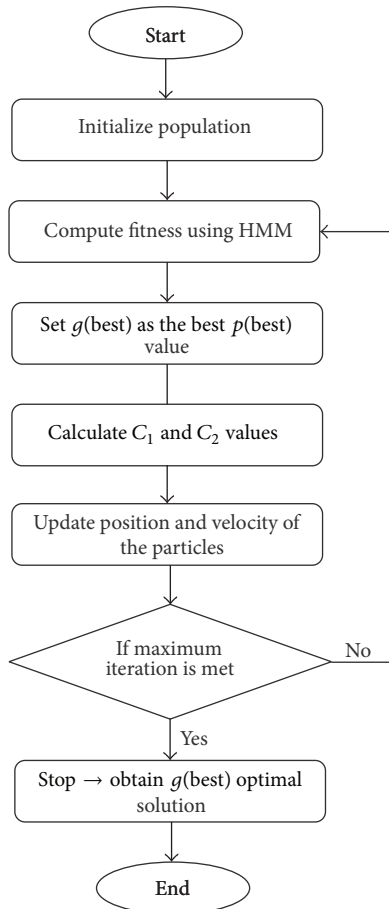 Start
Initialize population
Compute fitness using HMM
Set g(best) as the best p(best)
value
Calculate C₁ and C₂ values
Update position and velocity of
the particles
If maximum
iteration is met
No
Yes
Stop → obtain g(best) optimal
solution
End